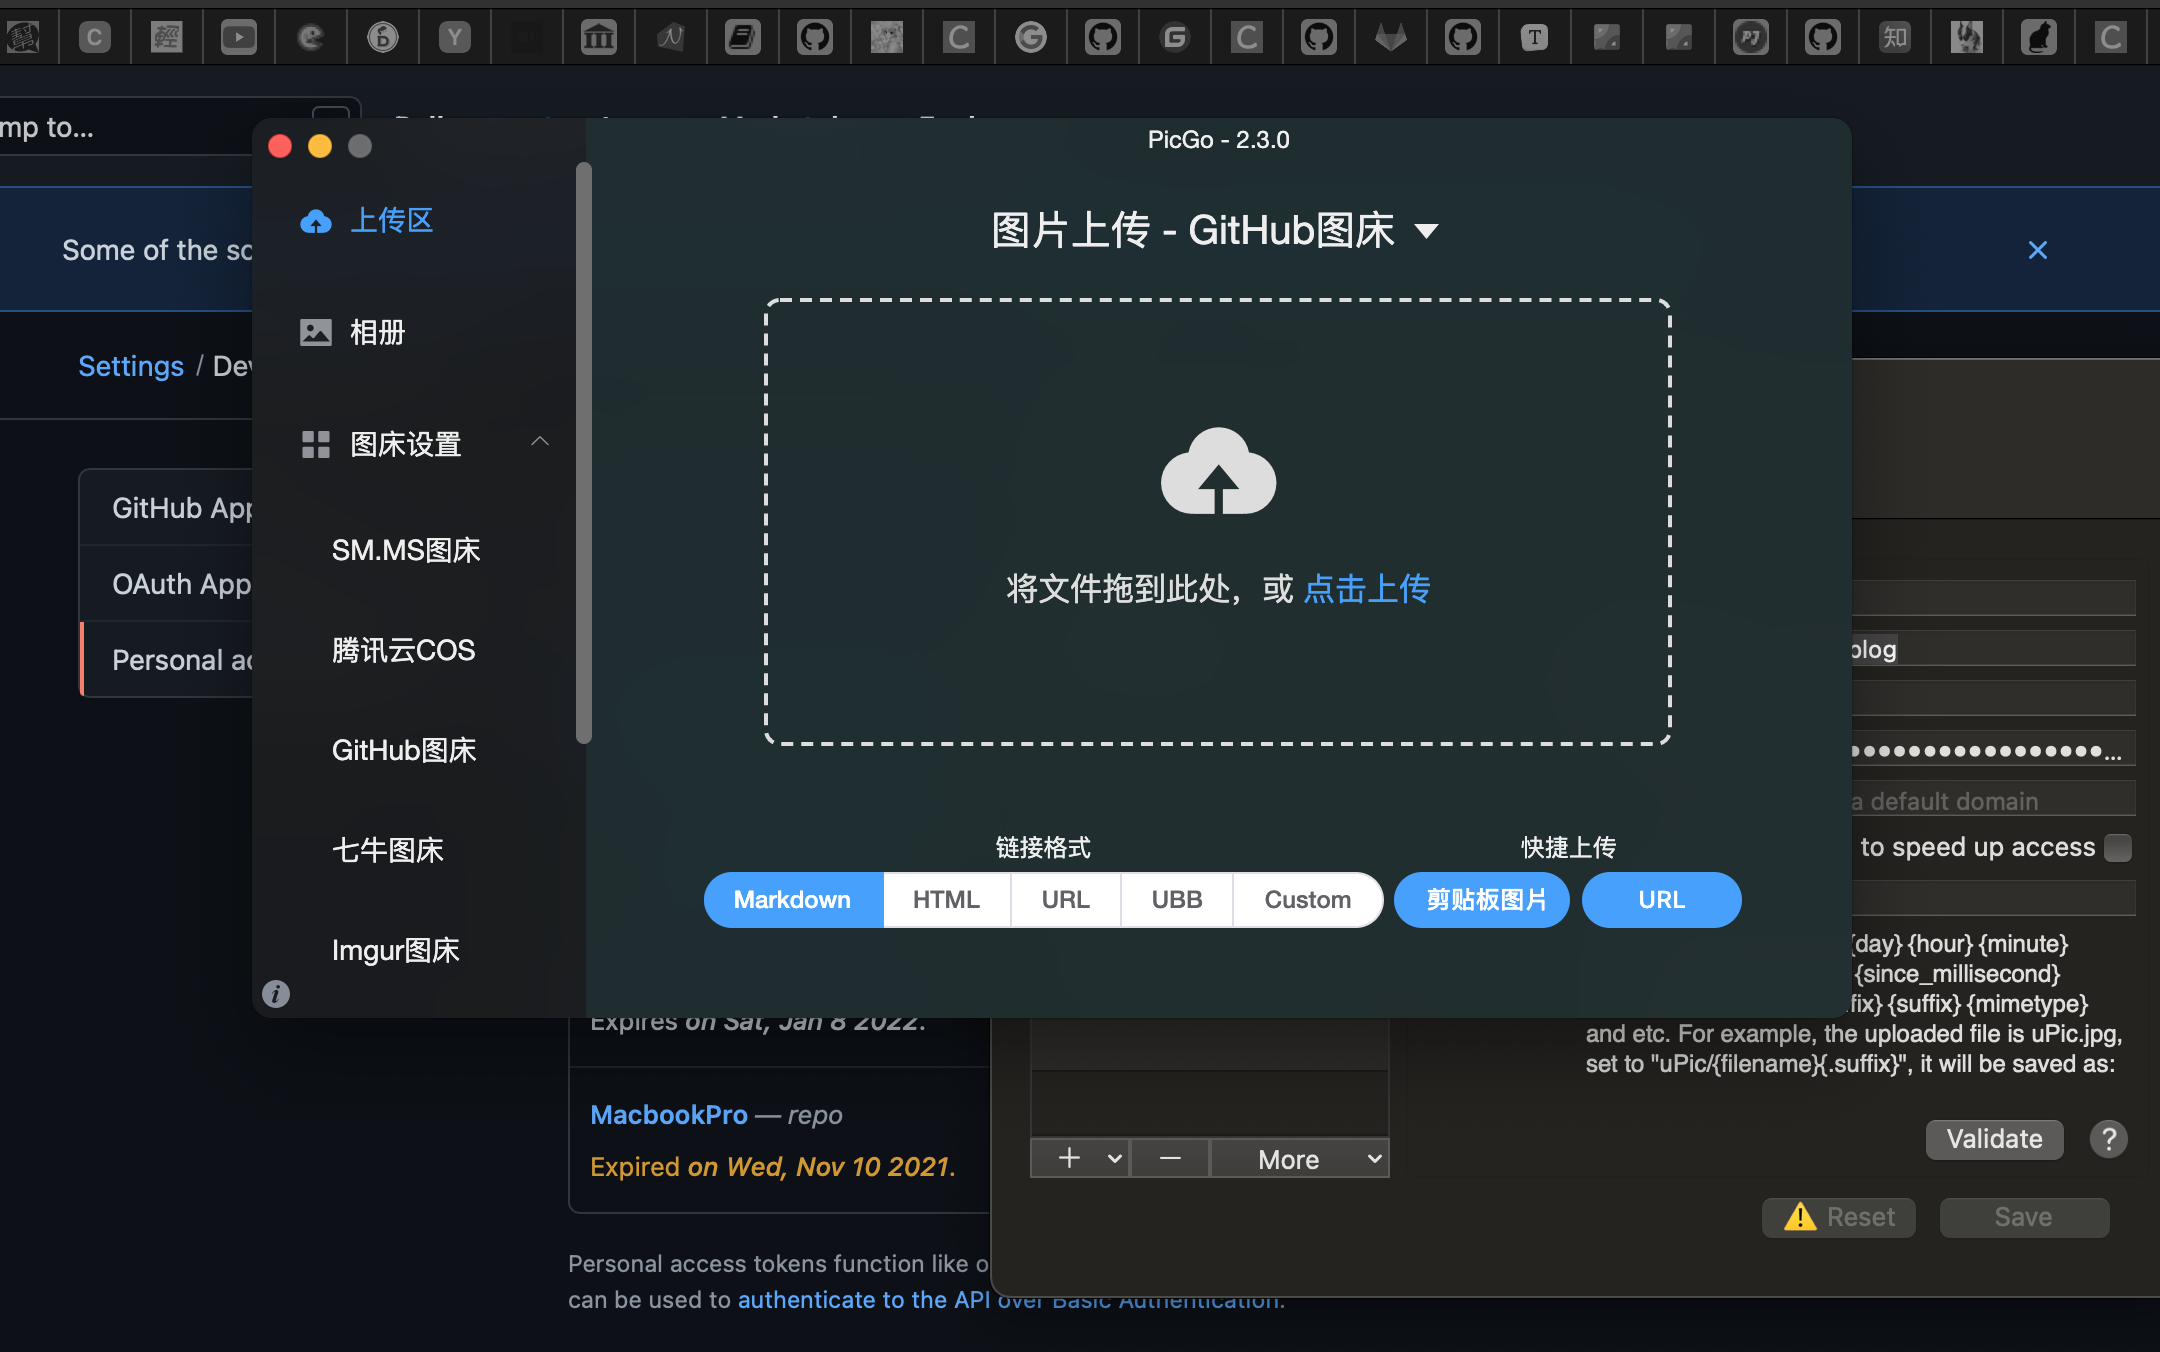 mp to...
PicGo - 2.3.0
上传区
图片上传 - GitHub图床
Some of the
相册
Settings / De
图床设置
GitHub App
SM.MS图床
OAuth App
将文件拖到此处，或 点击上传
腾讯云COS
Personal
blog
GitHub图床
a default domain
七牛图床
链接格式
快捷上传
to speed up access
Markdown
HTML
URL
UBB
Custom
剪贴板图片
URL
Imgur图床
{day} {hour} {minute}
{since_millisecond}
fix} {suffix} {mimetype}
Expires on Sat, Jan 8 2022.
and etc. For example, the uploaded file is uPic.jpg,
set to "uPic/{filename}{.suffix}", it will be saved as:
MacbookPro — repo
Expired on Wed, Nov 10 2021.
More
Validate
?
Reset
Save
Personal access tokens function like o
can be used to authenticate to the API over Basic Authentication.